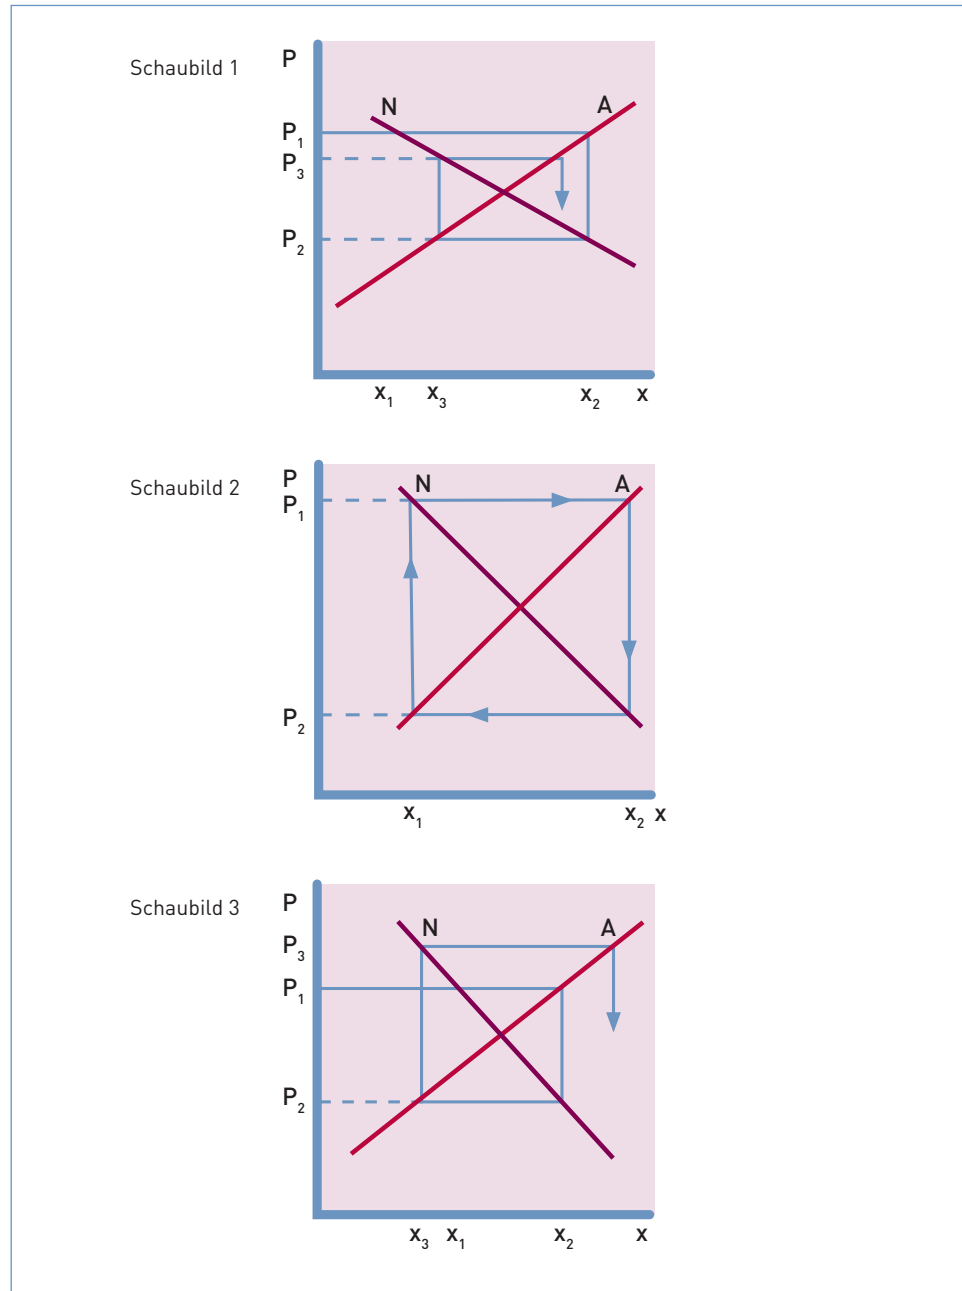 Schaubild 1
P
N
A
P₁
P₃
P₂
x₁ x₃ x₂ x
Schaubild 2
P
N
A
P₁
P₂
x₁ x₂ x
Schaubild 3
P
N
A
P₃
P₁
P₂
x₃ x₁ x₂ x